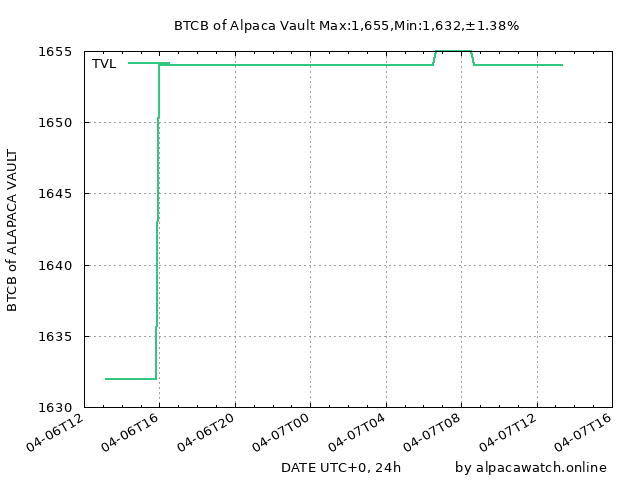 BTCB of Alpaca Vault Max:1,655,Min:1,632,±1.38%
TVL
BTCB of ALAPACA VAULT
1655
1650
1645
1640
1635
1630
04-06T12
04-06T16
04-06T20
04-07T00
04-07T04
04-07T08
04-07T12
04-07T16
DATE UTC+0, 24h
by alpacawatch.online